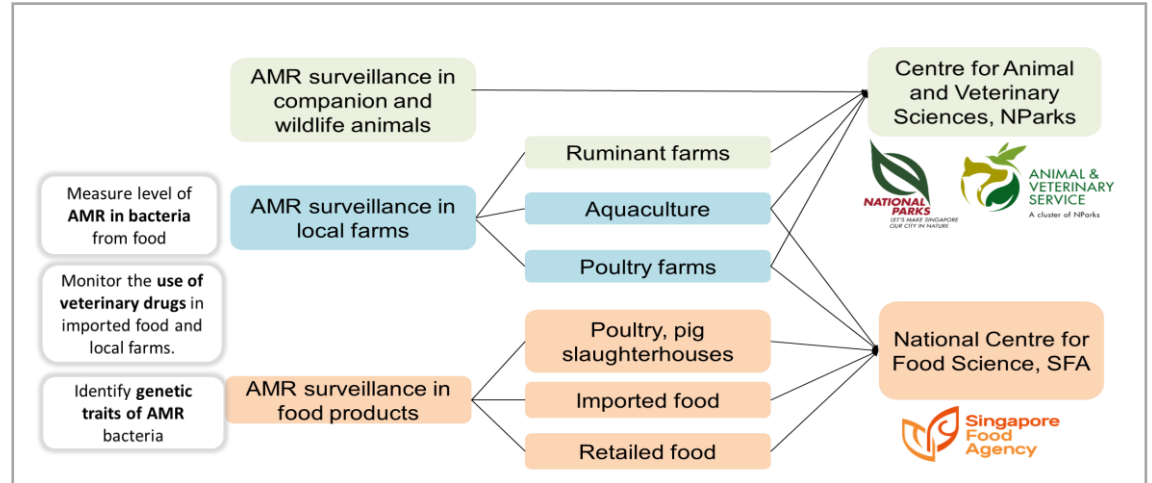 AMR surveillance in
companion and
wildlife animals
Centre for Animal
and Veterinary
Sciences, NParks
Ruminant farms
NATIONAL
PARKS
LET'S MAKE SINGAPORE
OUR CITY IN NATURE
ANIMAL &
VETERINARY
SERVICE
A cluster of NParks
Measure level of
AMR in bacteria
from food
AMR surveillance in
local farms
Aquaculture
Poultry farms
Monitor the use of
veterinary drugs in
imported food and
local farms.
Poultry, pig
slaughterhouses
National Centre for
Food Science, SFA
Identify genetic
traits of AMR
bacteria
AMR surveillance in
food products
Imported food
Retailed food
Singapore
Food
Agency